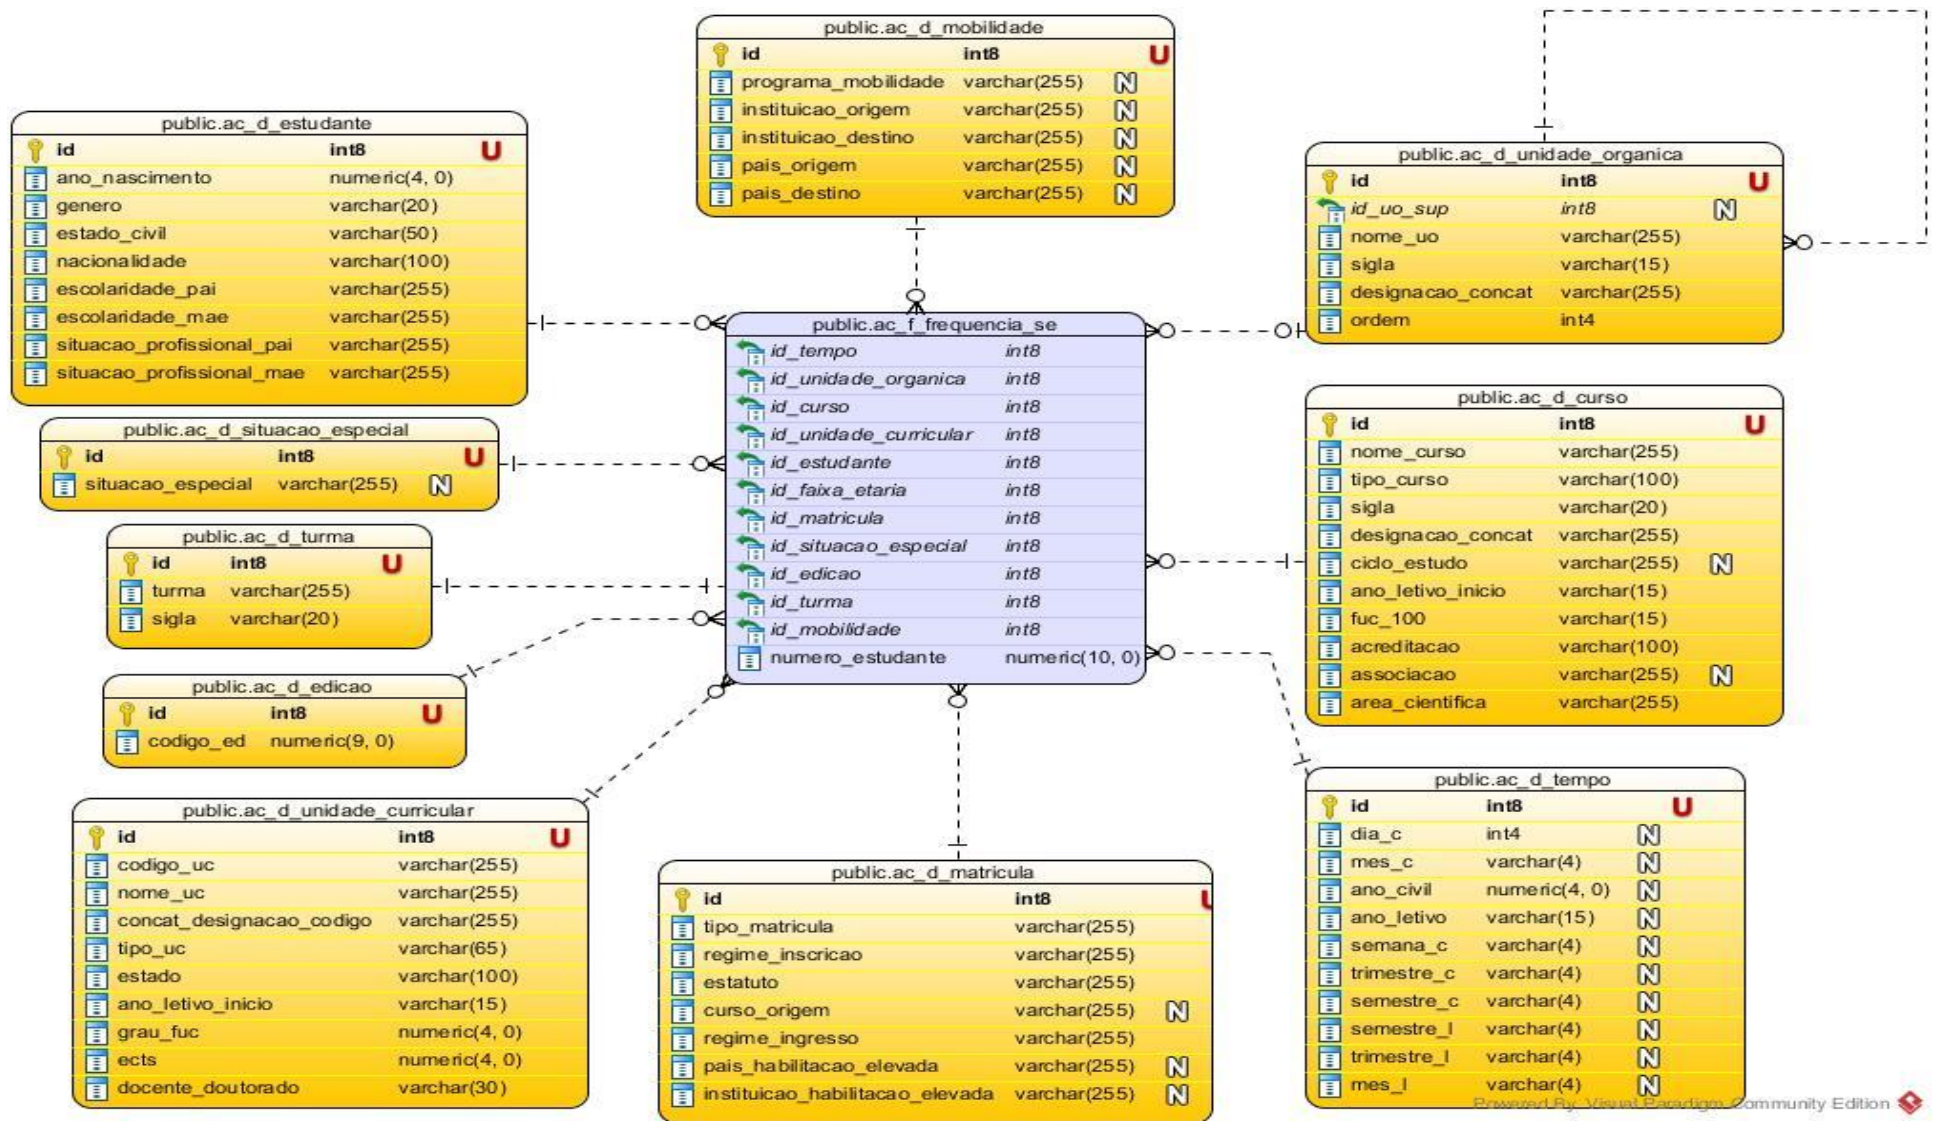 public.ac_d_mobilidade
id int8 U
programa_mobilidade varchar(255) N
instituicao_origem varchar(255) N
instituicao_destino varchar(255) N
pais_origem varchar(255) N
pais_destino varchar(255) N
public.ac_d_estudante
id int8 U
ano_nascimento numeric(4, 0)
genero varchar(20)
estado_civil varchar(50)
nacionalidade varchar(100)
escolaridade_pai varchar(255)
escolaridade_mae varchar(255)
situacao_profissional_pai varchar(255)
situacao_profissional_mae varchar(255)
public.ac_d_unidade_organica
id int8 U
id_uo_sup int8 N
nome_uo varchar(255)
sigla varchar(15)
designacao_concat varchar(255)
ordem int4
public.ac_f_frequencia_se
id_tempo int8
id_unidade_organica int8
id_curso int8
id_unidade_curricular int8
id_estudante int8
id_faixa_etaria int8
id_matricula int8
id_situacao_especial int8
id_edicao int8
id_turma int8
id_mobilidade int8
numero_estudante numeric(10, 0)
public.ac_d_situacao_especial
id int8 U
situacao_especial varchar(255) N
public.ac_d_turma
id int8 U
turma varchar(255)
sigla varchar(20)
public.ac_d_edicao
id int8 U
codigo_ed numeric(9, 0)
public.ac_d_curso
id int8 U
nome_curso varchar(255)
tipo_curso varchar(100)
sigla varchar(20)
designacao_concat varchar(255)
ciclo_estudo varchar(255) N
ano_letivo_inicio varchar(15)
fuc_100 varchar(15)
acreditacao varchar(100)
associacao varchar(255) N
area_cientifica varchar(255)
public.ac_d_unidade_curricular
id int8 U
codigo_uc varchar(255)
nome_uc varchar(255)
concat_designacao_codigo varchar(255)
tipo_uc varchar(65)
estado varchar(100)
ano_letivo_inicio varchar(15)
grau_fuc numeric(4, 0)
ects numeric(4, 0)
docente_doutorado varchar(30)
public.ac_d_matricula
id int8 U
tipo_matricula varchar(255)
regime_inscricao varchar(255)
estatuto varchar(255)
curso_origem varchar(255) N
regime_ingresso varchar(255)
pais_habilitacao_elevada varchar(255) N
instituicao_habilitacao_elevada varchar(255) N
public.ac_d_tempo
id int8 U
dia_c int4 N
mes_c varchar(4) N
ano_civil numeric(4, 0) N
ano_letivo varchar(15) N
semana_c varchar(4) N
trimestre_c varchar(4) N
semestre_c varchar(4) N
semestre_l varchar(4) N
trimestre_l varchar(4) N
mes_l varchar(4) N
Powered By Visual Paradigm Community Edition